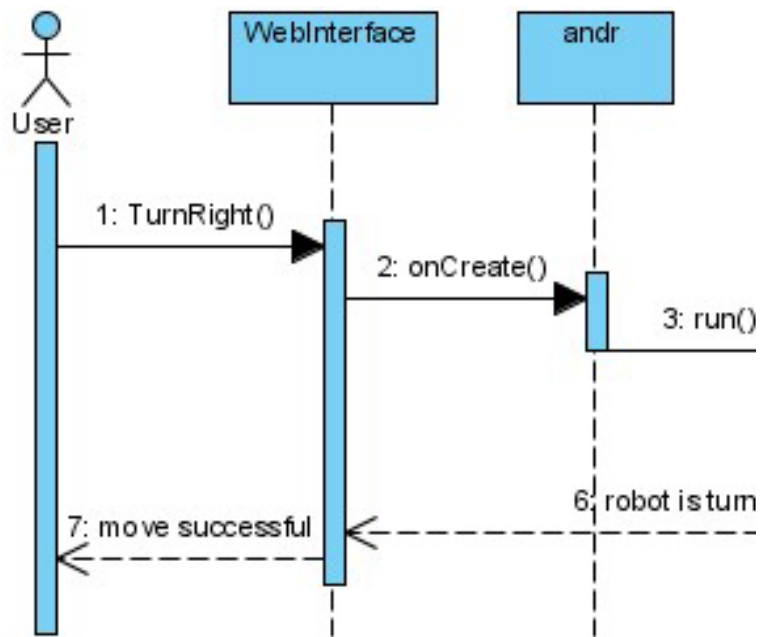 WebInterface
andr
User
1: TurnRight()
2: onCreate()
3: run()
6: robot is turn
7: move successful